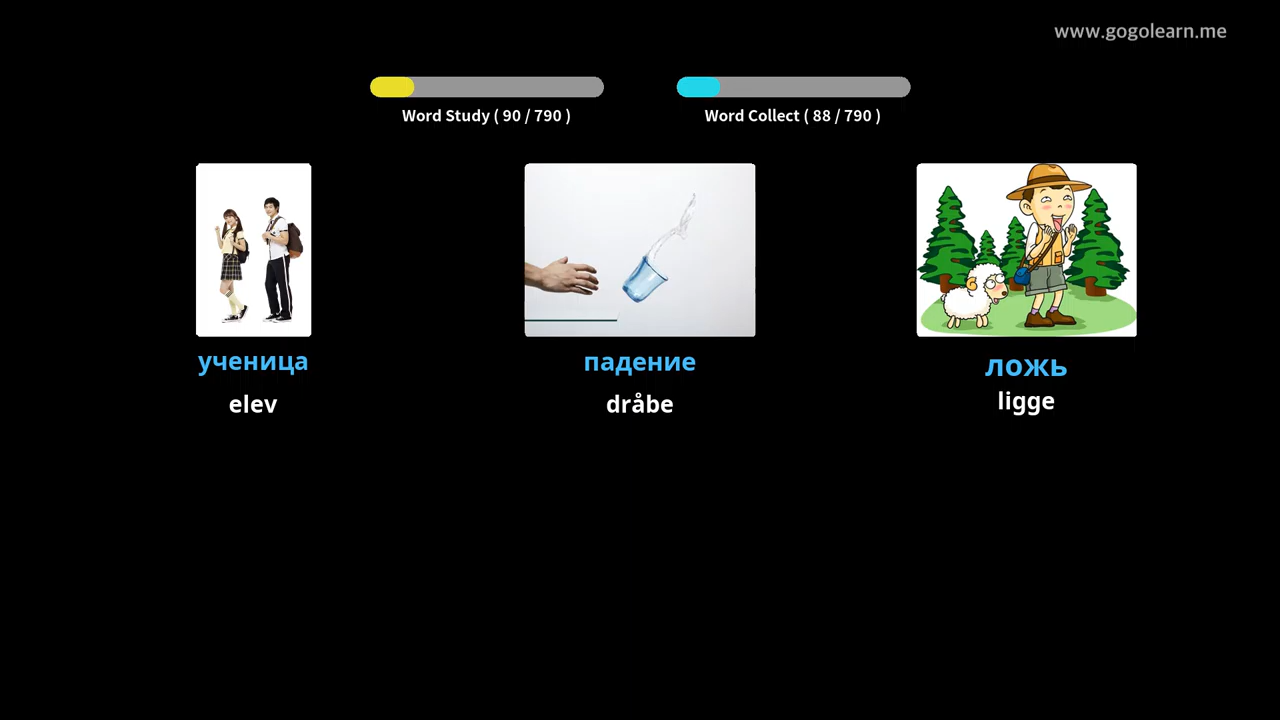 www.gogolearn.me
Word Study ( 90 / 790 )
Word Collect ( 88 / 790 )
ученица
падение
ложь
elev
dråbe
ligge